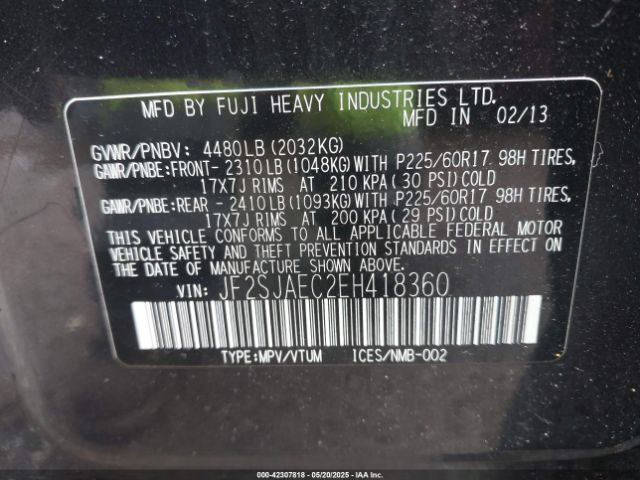 MFD BY FUJI HEAVY INDUSTRIES LTD.
MFD IN 02/13
GVWR/PNBV: 4480LB(2032KG)
GAWR/PNBE:FRONT-2310LB(1048KG)WITH P225/60R17 98H TIRES,
17X7J RIMS AT 210 KPA(30 PSI)COLD
GAWR/PNBE:REAR -2410LB(1093KG)WITH P225/60R17 98H TIRES,
17X7J RIMS AT 200 KPA(29 PSI)COLD
THIS VEHICLE CONFORMS TO ALL APPLICABLE FEDERAL MOTOR
VEHICLE SAFETY AND THEFT PREVENTION STANDARDS IN EFFECT ON
THE DATE OF MANUFACTURE SHOWN ABOVE.
VIN: JF2SJAEC2EH418360
TYPE:MPV/VTUM ICES/NMB-002
000-42307818 - 05/20/2025 - IAAI.COM